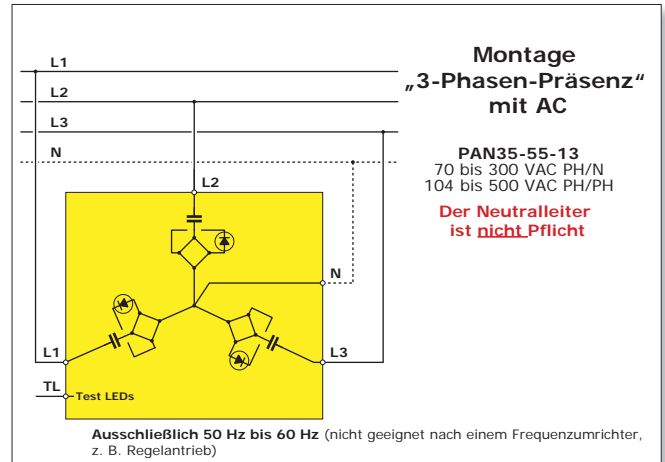 L1
L2
L3
N
Montage
„3-Phasen-Präsenz“
mit AC
PAN35-55-13
70 bis 300 VAC PH/N
104 bis 500 VAC PH/PH
Der Neutralleiter
ist nicht Pflicht
L2
N
L1
L3
TL
Test LEDs
Ausschließlich 50 Hz bis 60 Hz (nicht geeignet nach einem Frequenzumrichter,
z. B. Regelantrieb)